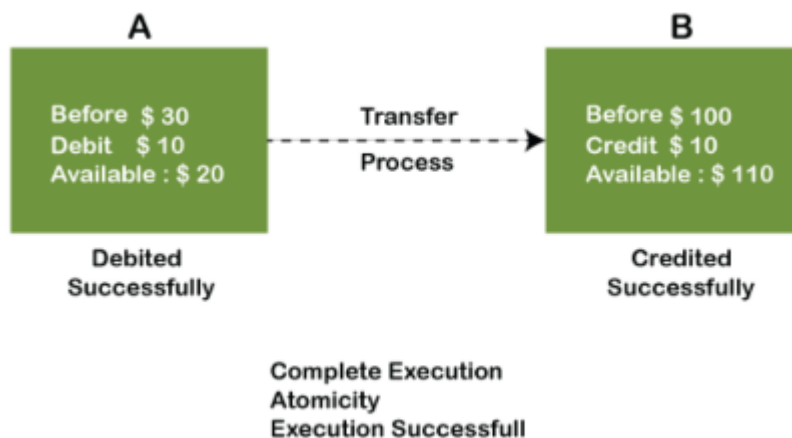 A
B
Before $ 30
Debit $ 10
Available : $ 20
Transfer
Process
Before $ 100
Credit $ 10
Available : $ 110
Debited
Successfully
Credited
Successfully
Complete Execution
Atomicity
Execution Successfull